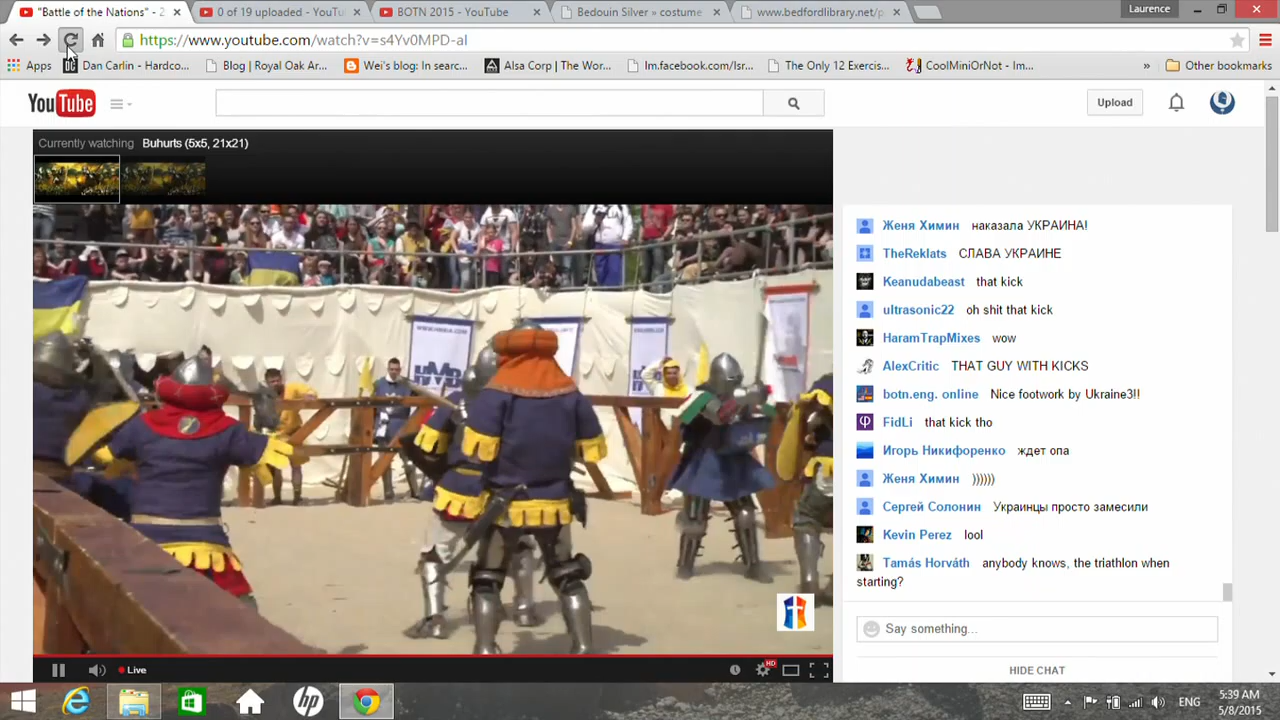 "Battle of the Nations" - 2
0 of 19 uploaded - YouTu
BOTN 2015 - YouTube
Bedouin Silver » costume
www.bedfordlibrary.net/p
Laurence
https://www.youtube.com/watch?v=s4Yv0MPD-aI
Apps
Dan Carlin - Hardco...
Blog | Royal Oak Ar...
Wei's blog: In searc...
Alsa Corp | The Wor...
Im.facebook.com/Isr...
The Only 12 Exercis...
CoolMiniOrNot - Im...
»
Other bookmarks
YouTube
Upload
Currently watching Buhurts (5x5, 21x21)
Женя Химин наказала УКРАИНА!
TheReklats СЛАВА УКРАИНЕ
Keanudabeast that kick
ultrasonic22 oh shit that kick
HaramTrapMixes wow
AlexCritic THAT GUY WITH KICKS
botn.eng. online Nice footwork by Ukraine3!!
FidLi that kick tho
Игорь Никифоренко ждет опа
Женя Химин ))))))
Сергей Солонин Украинцы просто замесили
Kevin Perez lool
Tamás Horváth anybody knows, the triathlon when
starting?
Say something...
HIDE CHAT
Live
HD
hp
ENG
5:39 AM
5/8/2015